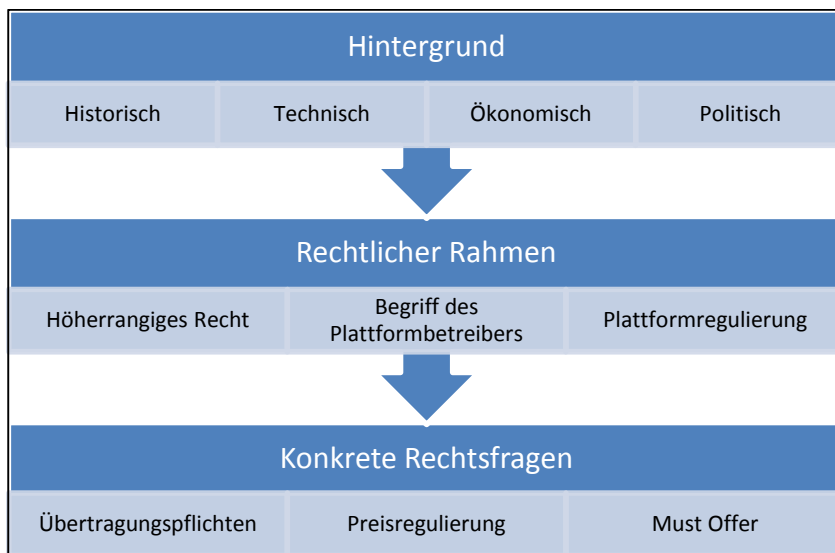 Hintergrund
Historisch Technisch Ökonomisch Politisch
Rechtlicher Rahmen
Höherrangiges Recht Begriff des Plattformregulierung
Plattformbetreibers
Konkrete Rechtsfragen
Übertragungspflichten Preisregulierung Must Offer